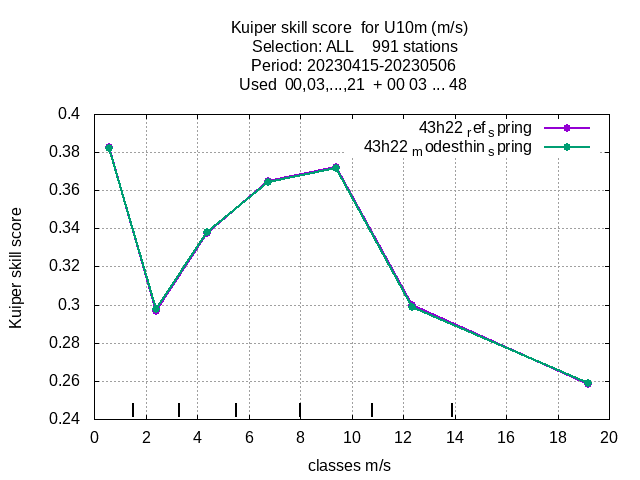 Kuiper skill score  for U10m (m/s)
Selection: ALL    991 stations
Period: 20230415-20230506
Used  00,03,...,21  + 00 03 ... 48
43h22 ref spring
43h22 modesthin spring
0.4
0.38
0.36
0.34
0.32
0.3
0.28
0.26
0.24
Kuiper skill score
0 2 4 6 8 10 12 14 16 18 20
classes m/s